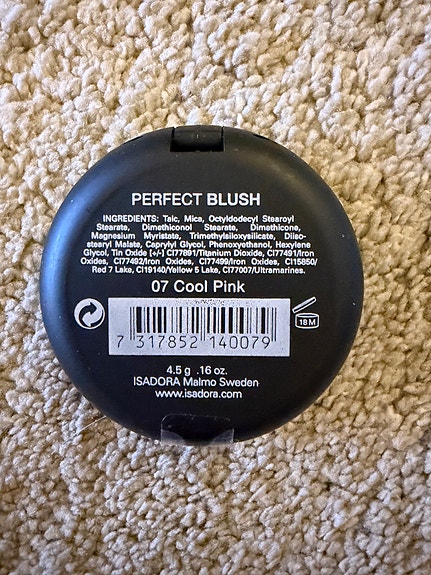 PERFECT BLUSH
INGREDIENTS: Talc, Mica, Octyldodecyl Stearoyl
Stearate, Dimethiconol Stearate, Dimethicone,
Magnesium Myristate, Trimethylsiloxysilicate, Diiso-
stearyl Malate, Caprylyl Glycol, Phenoxyethanol, Hexylene
Glycol, Tin Oxide (+/-) CI77891/Titanium Dioxide, CI77491/Iron
Oxides, CI77492/Iron Oxides, CI77499/Iron Oxides, CI15850/
Red 7 Lake, CI19140/Yellow 5 Lake, CI77007/Ultramarines.
07 Cool Pink
18 M
7 317852 140079
4.5 g .16 oz.
ISADORA Malmo Sweden
www.isadora.com